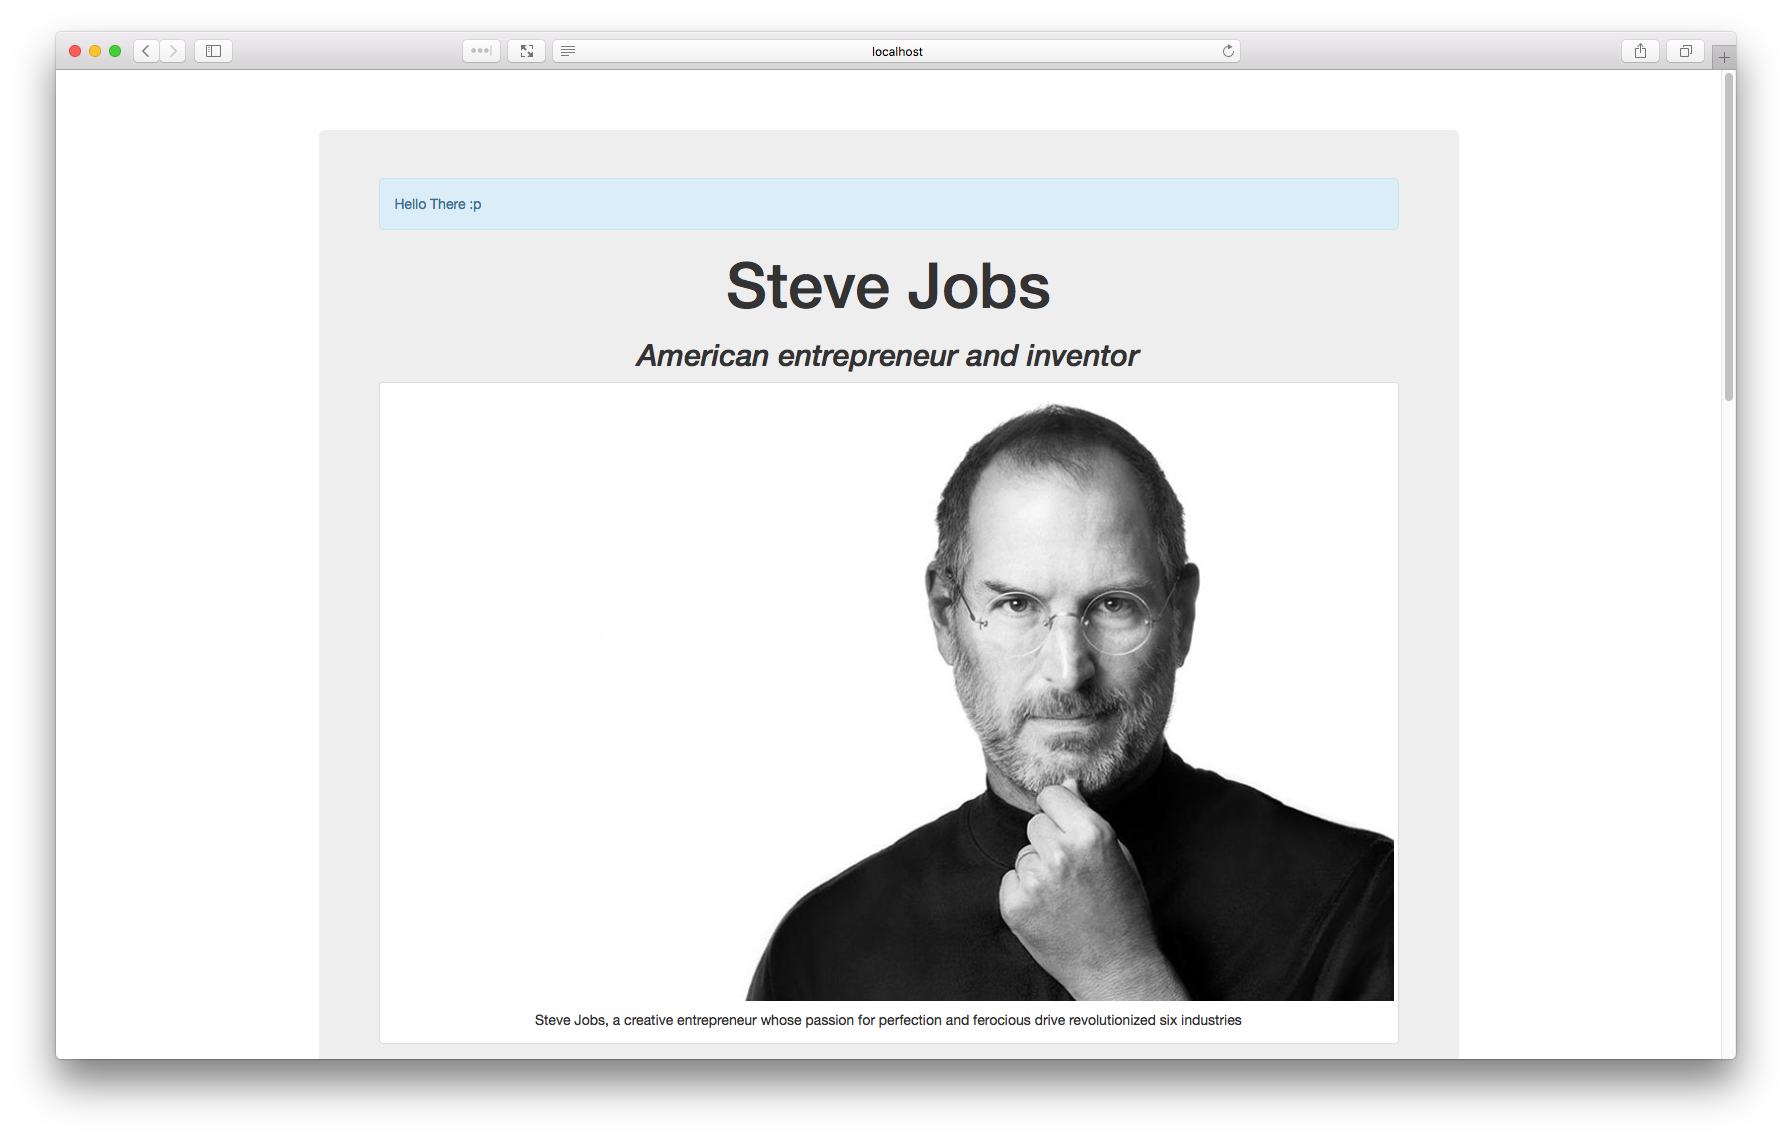 localhost
Hello There :p
Steve Jobs
American entrepreneur and inventor
Steve Jobs, a creative entrepreneur whose passion for perfection and ferocious drive revolutionized six industries